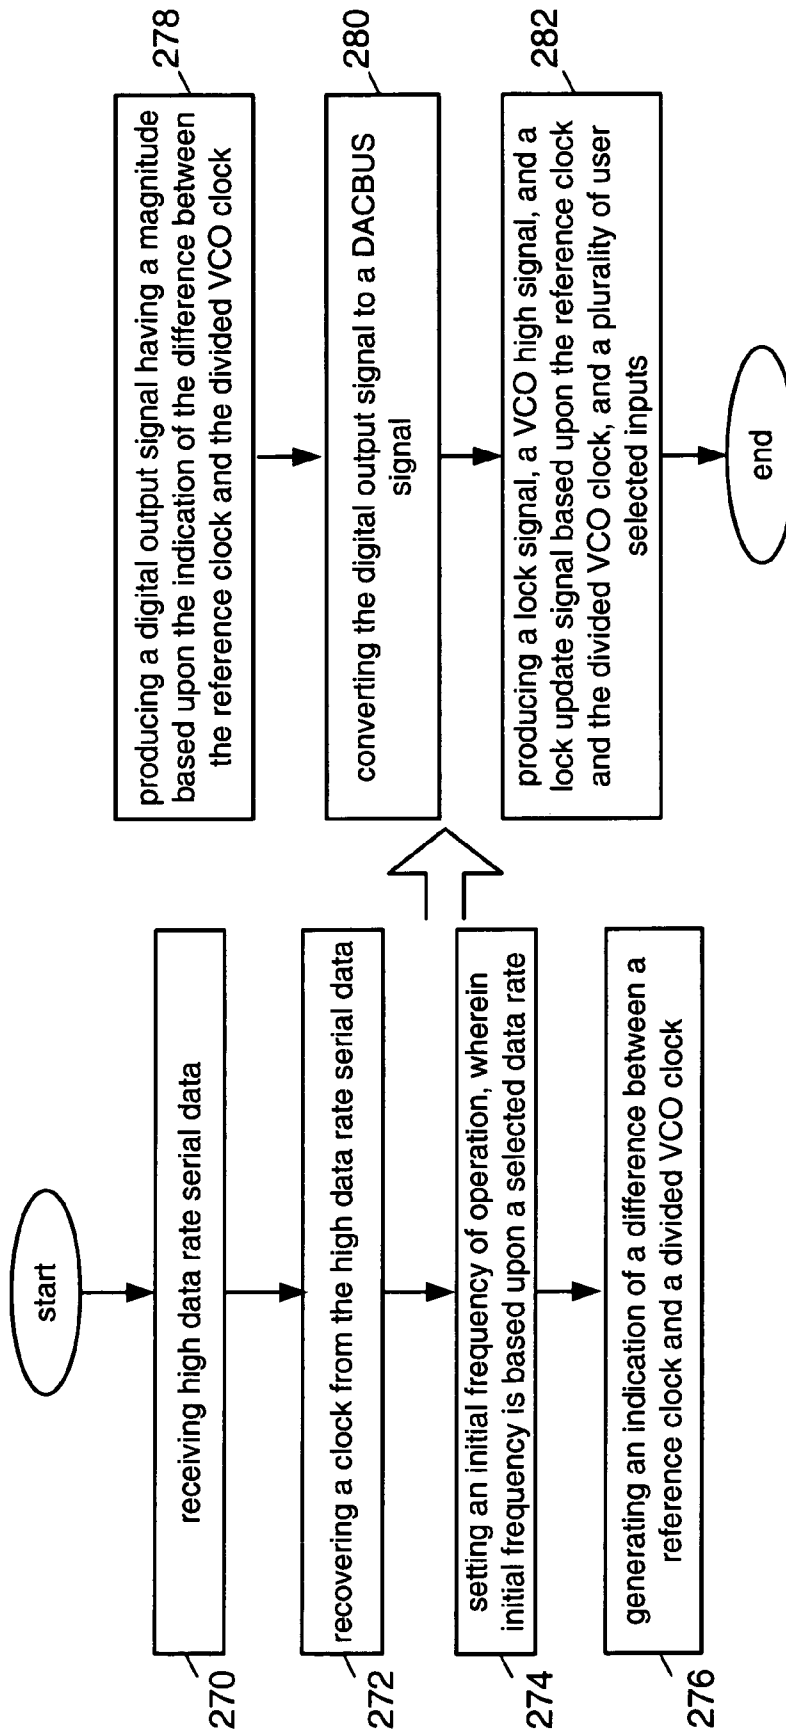 start
receiving high data rate serial data
270
recovering a clock from the high data rate serial data
272
setting an initial frequency of operation, wherein
initial frequency is based upon a selected data rate
274
generating an indication of a difference between a
reference clock and a divided VCO clock
276
producing a digital output signal having a magnitude
based upon the indication of the difference between
the reference clock and the divided VCO clock
278
converting the digital output signal to a DACBUS
signal
280
producing a lock signal, a VCO high signal, and a
lock update signal based upon the reference clock
and the divided VCO clock, and a plurality of user
selected inputs
282
end